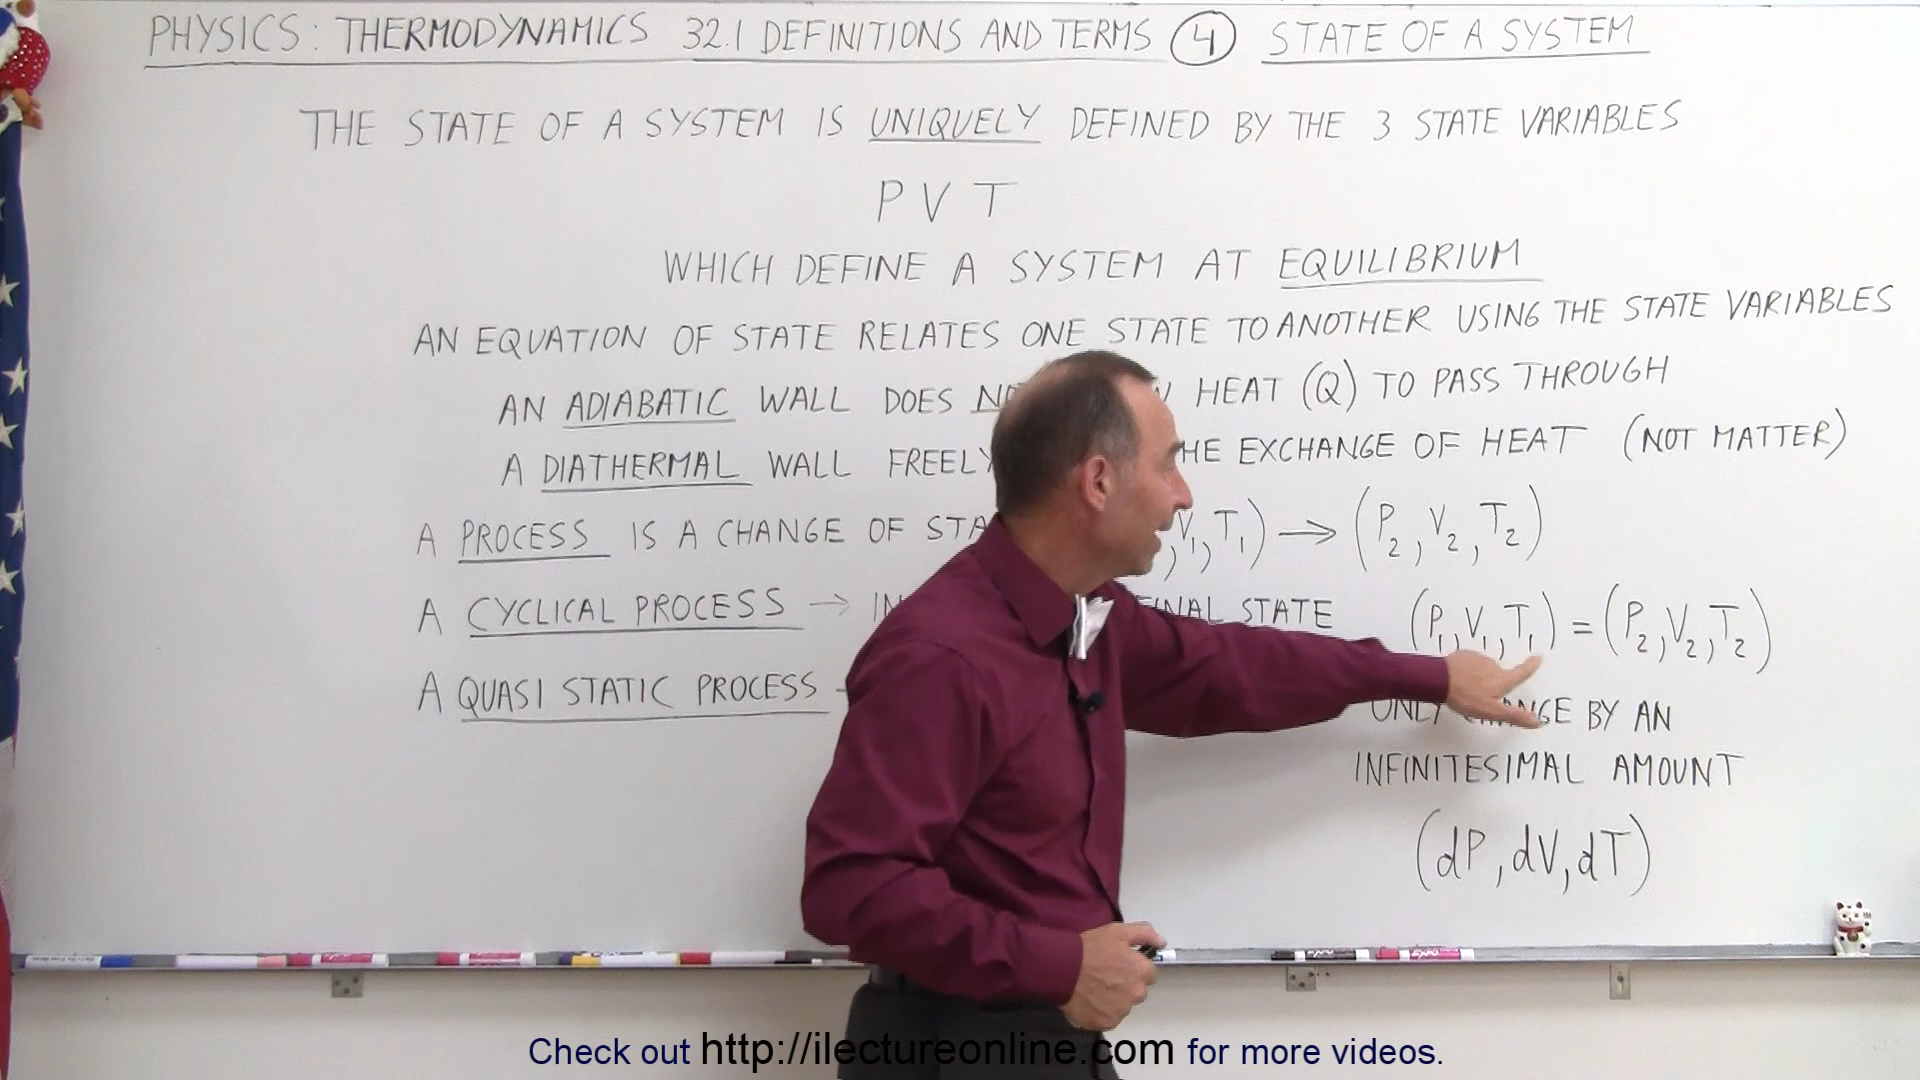 PHYSICS: THERMODYNAMICS 32.1 DEFINITIONS AND TERMS 4 STATE OF A SYSTEM
THE STATE OF A SYSTEM IS UNIQUELY DEFINED BY THE 3 STATE VARIABLES
P V T
WHICH DEFINE A SYSTEM AT EQUILIBRIUM
AN EQUATION OF STATE RELATES ONE STATE TO ANOTHER USING THE STATE VARIABLES
AN ADIABATIC WALL DOES HEAT (Q) TO PASS THROUGH
A DIATHERMAL WALL FREELY EXCHANGE OF HEAT (NOT MATTER)
A PROCESS IS A CHANGE OF V₁, T₁) → (P₂, V₂, T₂)
A CYCLICAL PROCESS → STATE (P₁, V₁, T₁) = (P₂, V₂, T₂)
A QUASI STATIC PROCESS
ONLY CHANGE BY AN
INFINITESIMAL AMOUNT
(dP, dV, dT)
Check out http://ilectureonline.com for more videos.